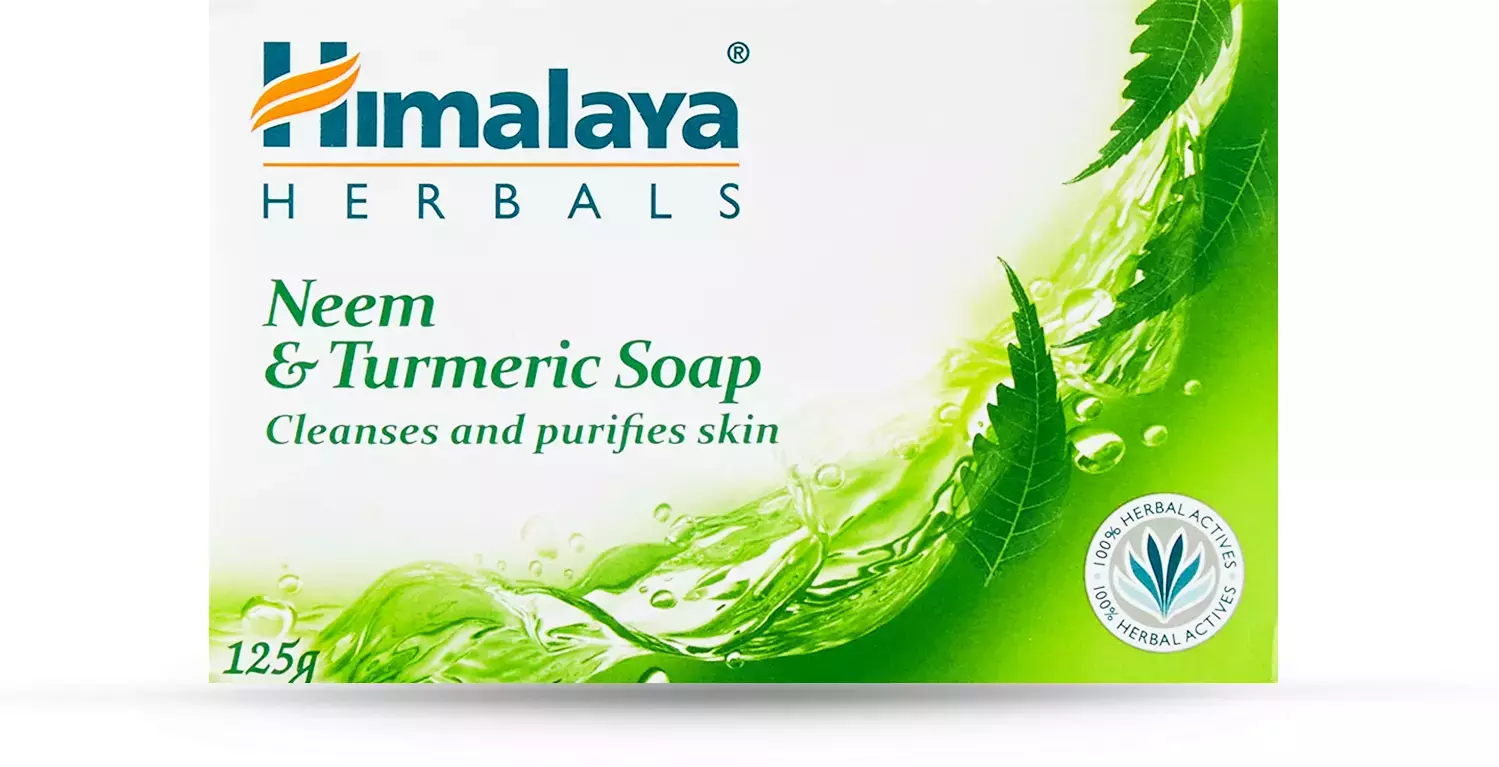 Himalaya®
HERBALS
Neem
& Turmeric Soap
Cleanses and purifies skin
125g
100% HERBAL ACTIVES
100% HERBAL ACTIVES